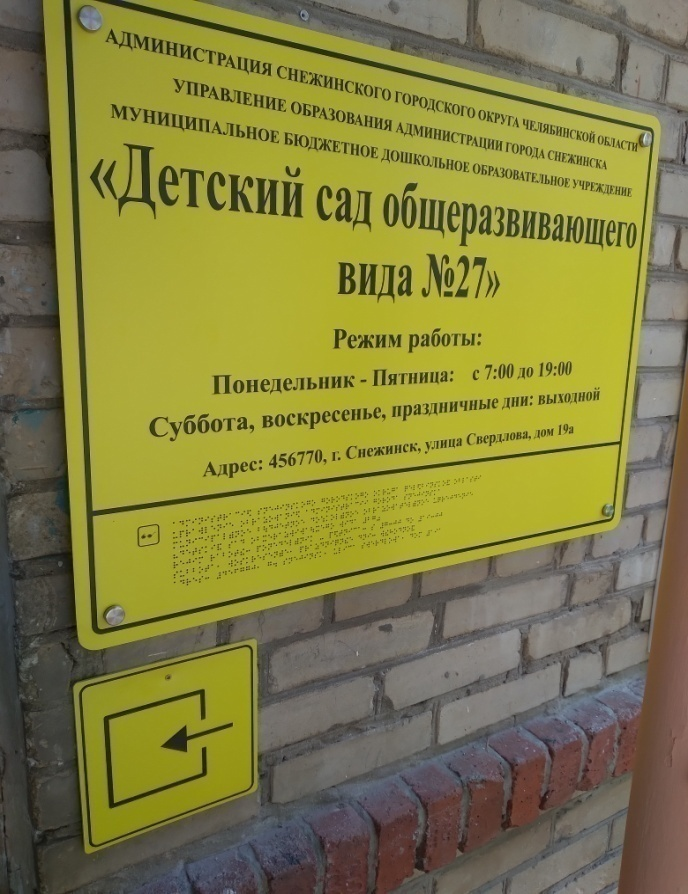 АДМИНИСТРАЦИЯ СНЕЖИНСКОГО ГОРОДСКОГО ОКРУГА ЧЕЛЯБИНСКОЙ ОБЛАСТИ
УПРАВЛЕНИЕ ОБРАЗОВАНИЯ АДМИНИСТРАЦИИ ГОРОДА СНЕЖИНСКА
МУНИЦИПАЛЬНОЕ БЮДЖЕТНОЕ ДОШКОЛЬНОЕ ОБРАЗОВАТЕЛЬНОЕ УЧРЕЖДЕНИЕ
«Детский сад общеразвивающего
вида №27»
Режим работы:
Понедельник - Пятница: с 7:00 до 19:00
Суббота, воскресенье, праздничные дни: выходной
Адрес: 456770, г. Снежинск, улица Свердлова, дом 19а